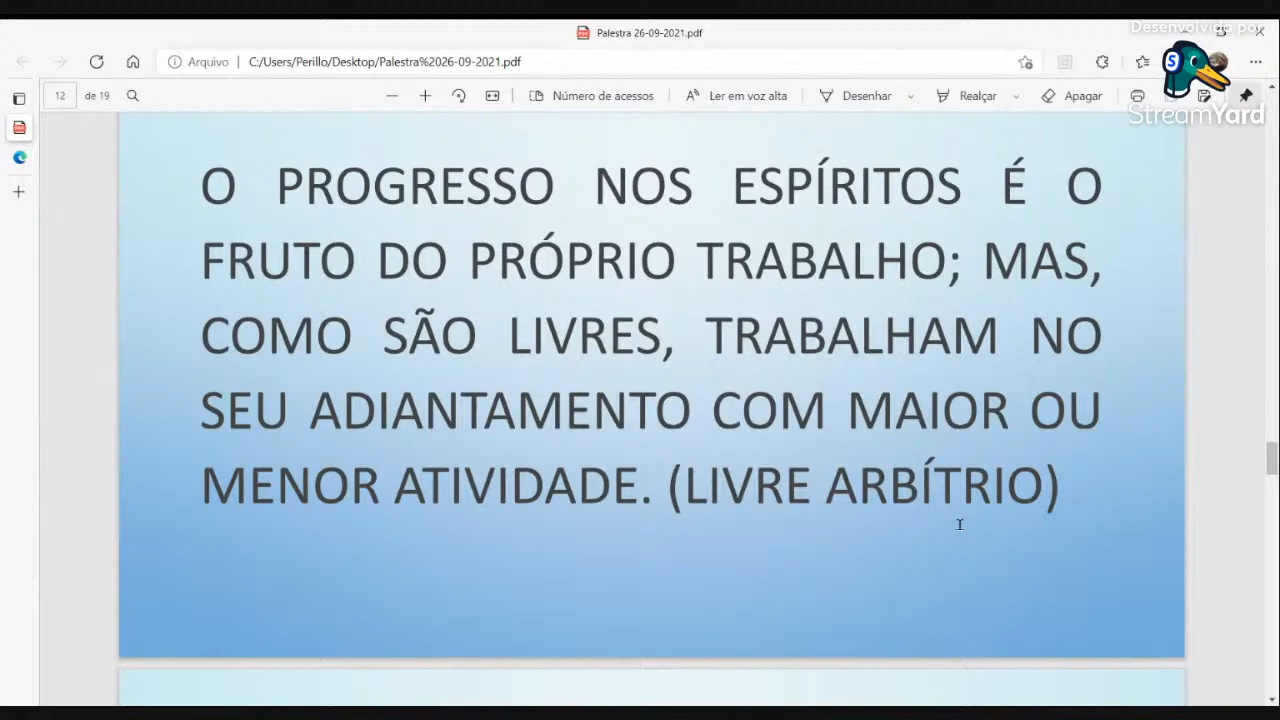 Desenvolvido por
Palestra 26-09-2021.pdf
Arquivo | C:/Users/Perillo/Desktop/Palestra%2026-09-2021.pdf
12 de 19 Número de acessos Ler em voz alta Desenhar Realçar Apagar
StreamYard
O PROGRESSO NOS ESPÍRITOS É O
FRUTO DO PRÓPRIO TRABALHO; MAS,
COMO SÃO LIVRES, TRABALHAM NO
SEU ADIANTAMENTO COM MAIOR OU
MENOR ATIVIDADE. (LIVRE ARBÍTRIO)